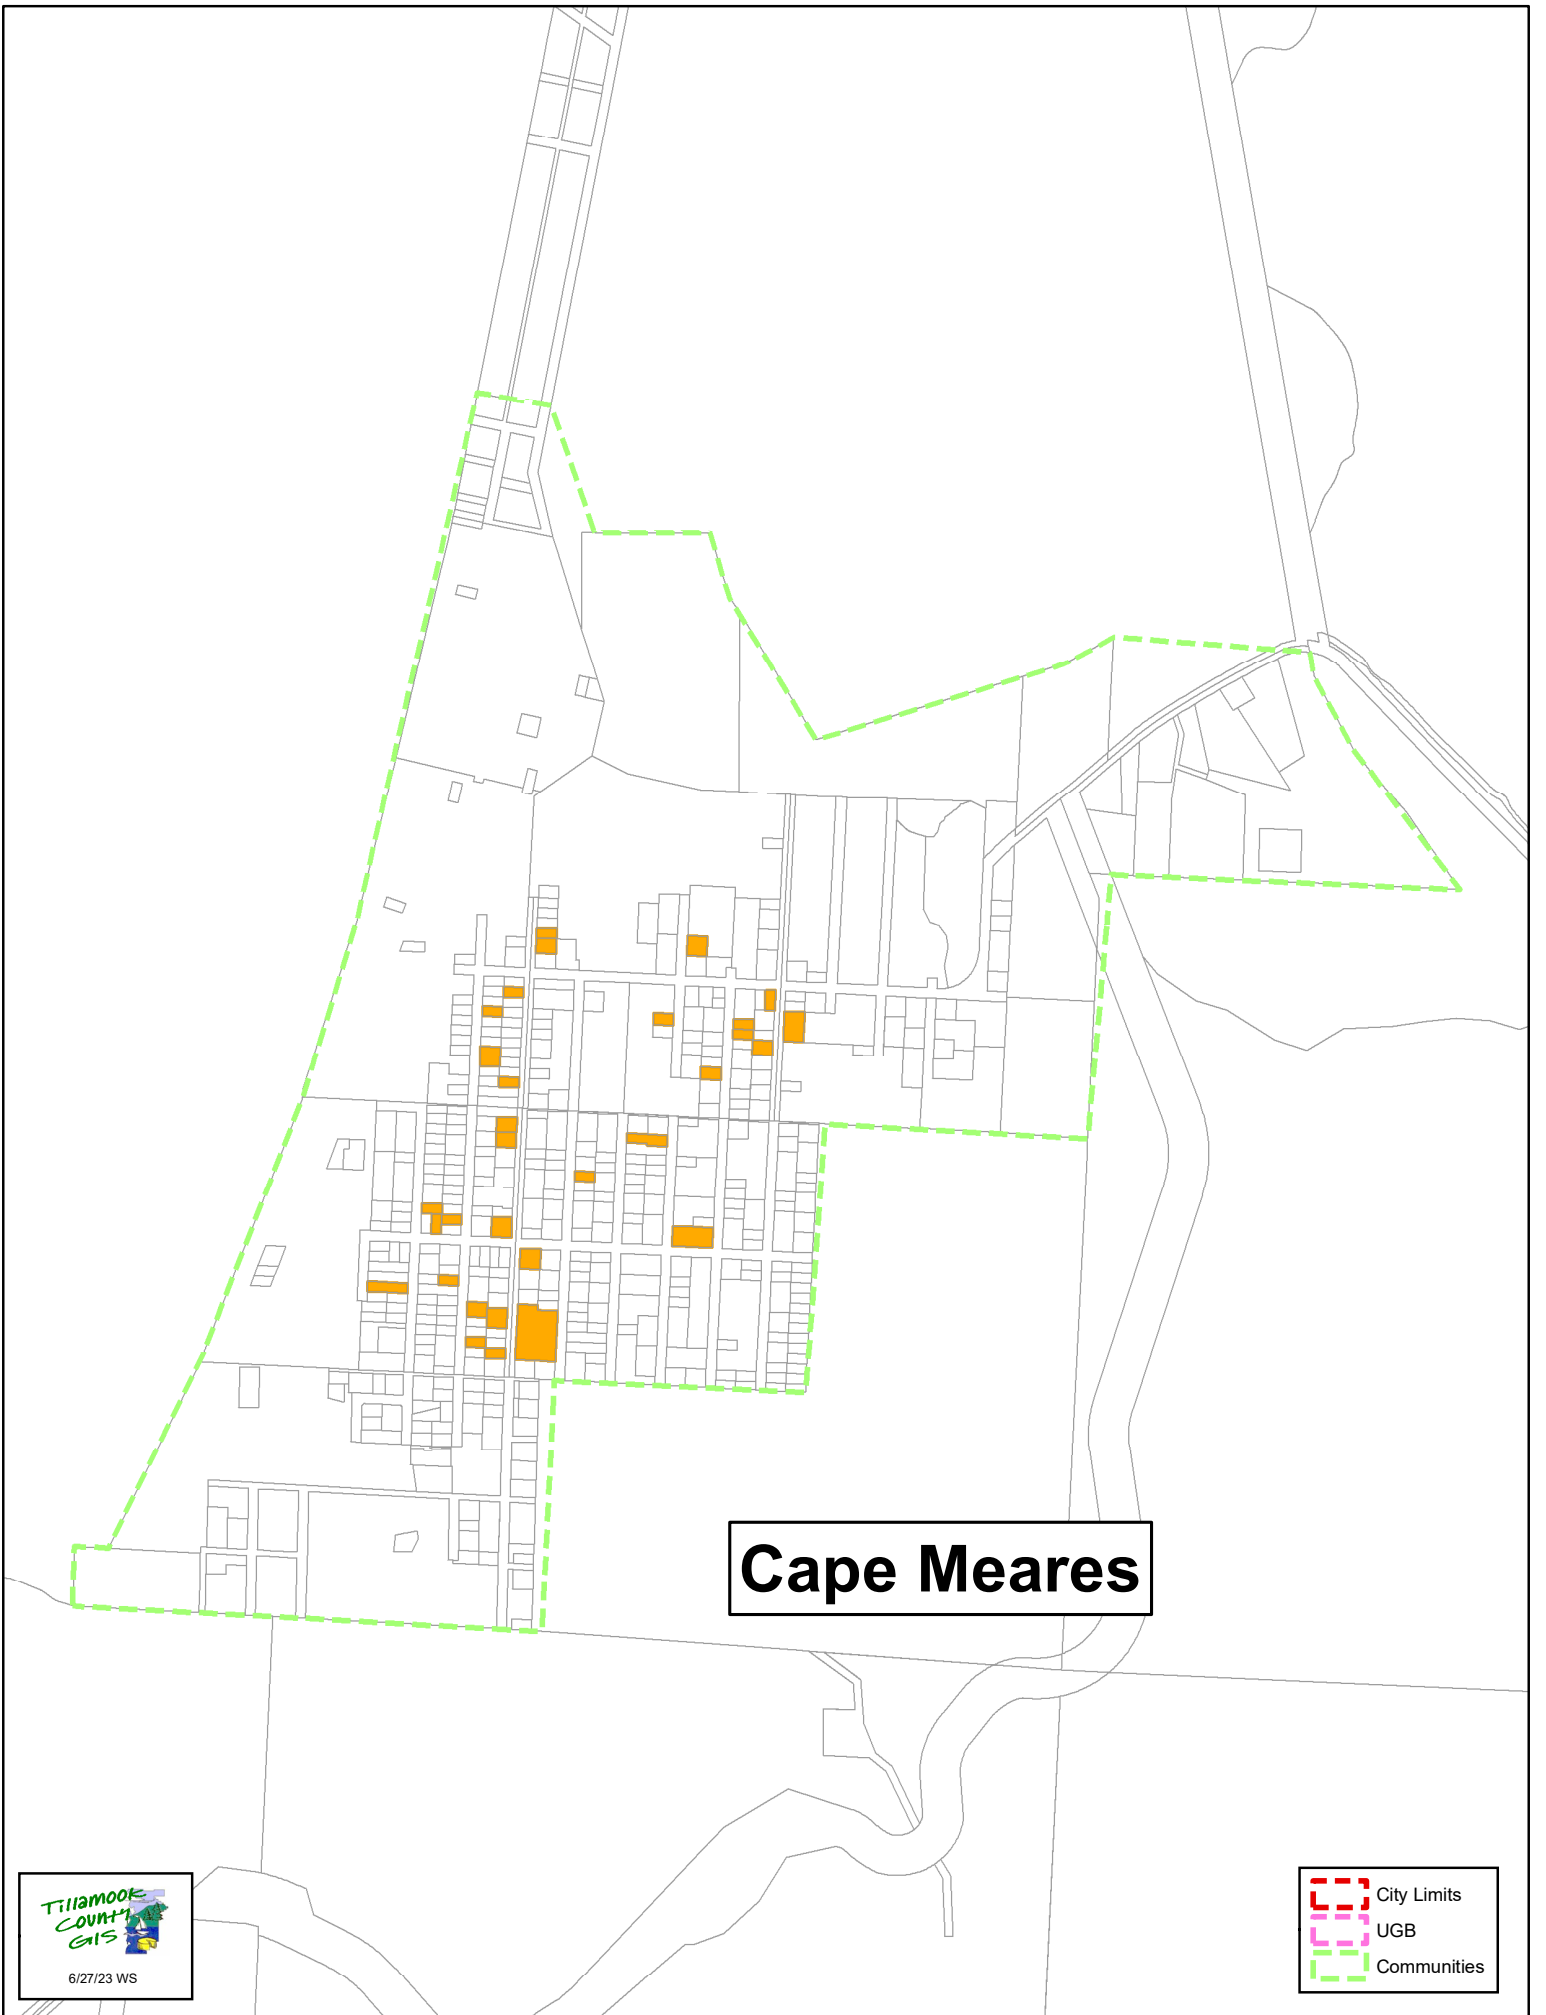 Cape Meares
Tillamook
County
GIS
6/27/23 WS
City Limits
UGB
Communities